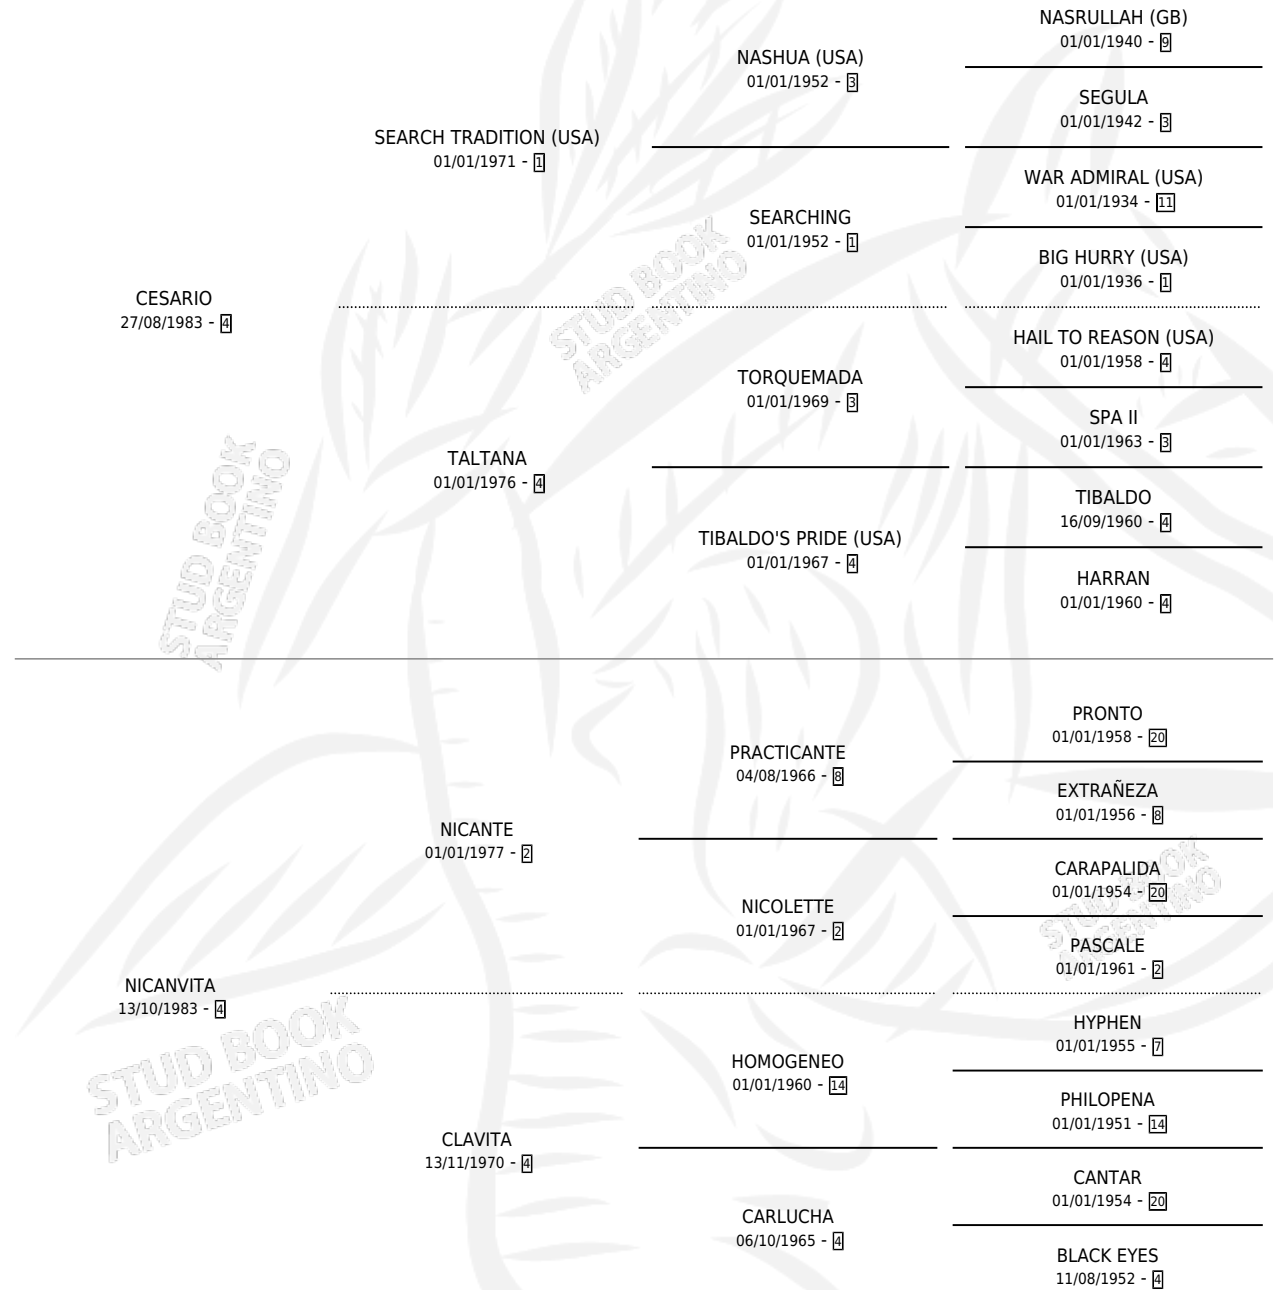 NASRULLAH (GB)
01/01/1940 - 9
NASHUA (USA)
01/01/1952 - 3
SEGULA
01/01/1942 - 3
SEARCH TRADITION (USA)
01/01/1971 - 1
WAR ADMIRAL (USA)
01/01/1934 - 11
SEARCHING
01/01/1952 - 1
BIG HURRY (USA)
01/01/1936 - 1
CESARIO
27/08/1983 - 4
HAIL TO REASON (USA)
01/01/1958 - 4
TORQUEMADA
01/01/1969 - 3
SPA II
01/01/1963 - 3
TALTANA
01/01/1976 - 4
TIBALDO
16/09/1960 - 4
TIBALDO'S PRIDE (USA)
01/01/1967 - 4
HARRAN
01/01/1960 - 4
PRONTO
01/01/1958 - 20
PRACTICANTE
04/08/1966 - 8
EXTRAÑEZA
01/01/1956 - 8
NICANTE
01/01/1977 - 2
CARAPALIDA
01/01/1954 - 20
NICOLETTE
01/01/1967 - 2
PASCALE
01/01/1961 - 2
NICANVITA
13/10/1983 - 4
HYPHEN
01/01/1955 - 7
HOMOGENEO
01/01/1960 - 14
PHILOPENA
01/01/1951 - 14
CLAVITA
13/11/1970 - 4
CANTAR
01/01/1954 - 20
CARLUCHA
06/10/1965 - 4
BLACK EYES
11/08/1952 - 4
STUD BOOK
ARGENTINO
STUD BOOK
ARGENTINO
STUD BOOK
ARGENTINO
STUD BOOK
ARGENTINO